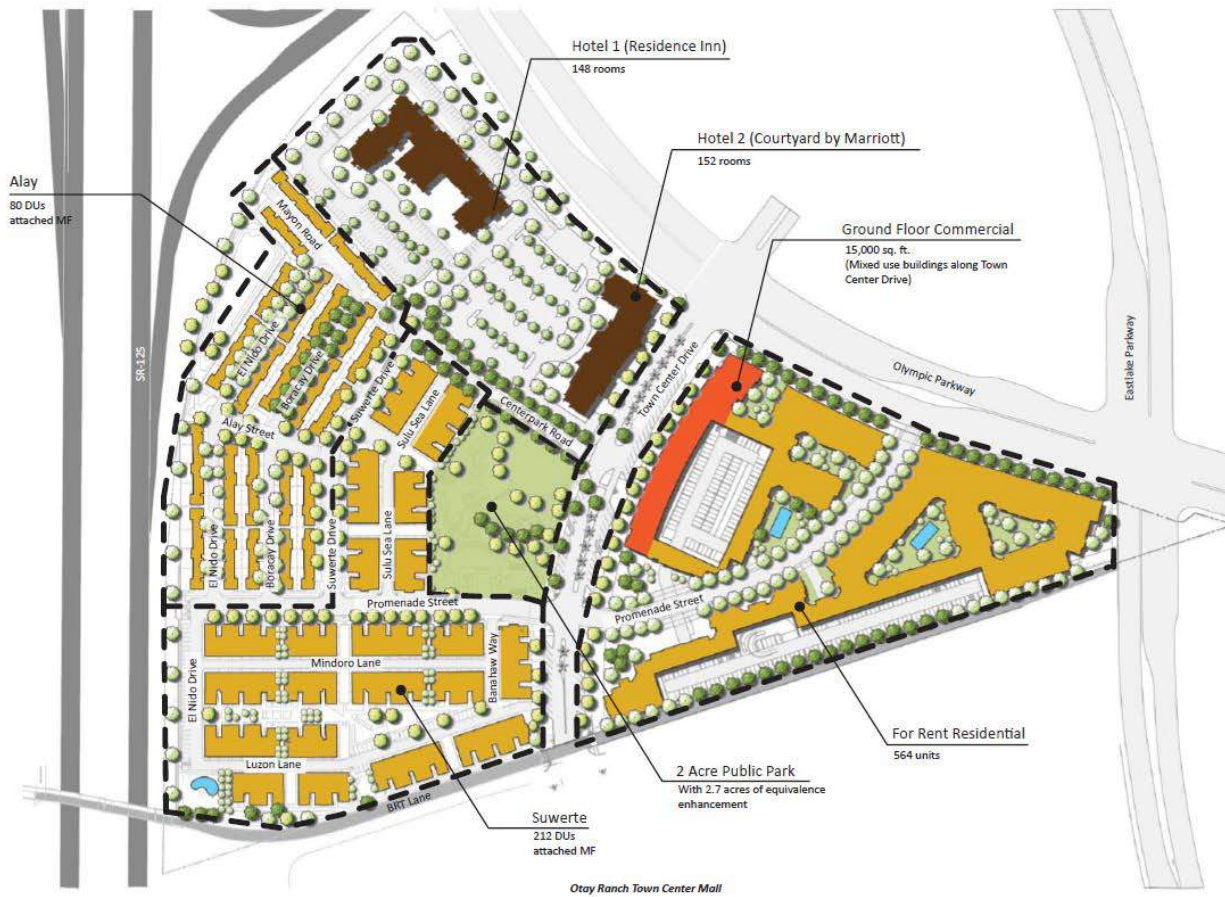 Hotel 1 (Residence Inn)
148 rooms
Hotel 2 (Courtyard by Marriott)
152 rooms
Alay
80 DUs
attached MF
Ground Floor Commercial
15,000 sq. ft.
(Mixed use buildings along Town
Center Drive)
Mayon Road
El Nido Drive
Boracay Drive
Suwerte Drive
Sulu Sea Lane
Alay Street
SR-125
Centerpark Road
Town Center Drive
Olympic Parkway
Eastlake Parkway
El Nido Drive
Boracay Drive
Suwerte Drive
Sulu Sea Lane
Promenade Street
Promenade Street
El Nido Drive
Mindoro Lane
Banahaw Way
Luzon Lane
BRT Lane
For Rent Residential
564 units
2 Acre Public Park
With 2.7 acres of equivalence
enhancement
Suwerte
212 DUs
attached MF
Otay Ranch Town Center Mall